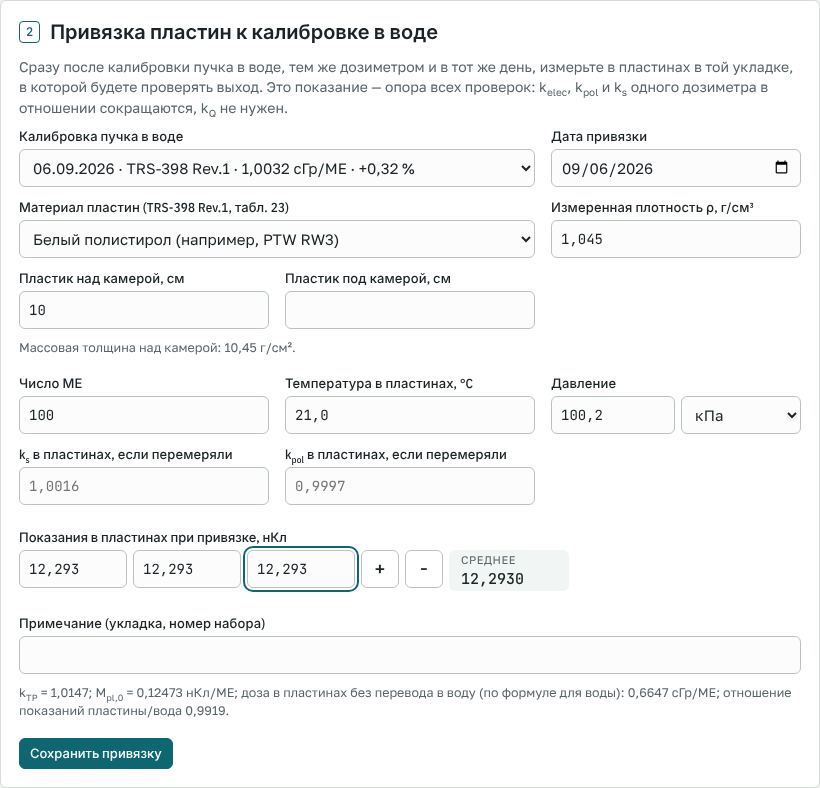 2 Привязка пластин к калибровке в воде
Сразу после калибровки пучка в воде, тем же дозиметром и в тот же день, измерьте в пластинах в той укладке,
в которой будете проверять выход. Это показание — опора всех проверок: kelec, kpol и ks одного дозиметра в
отношении сокращаются, kQ не нужен.
Калибровка пучка в воде Дата привязки
06.09.2026 · TRS-398 Rev.1 · 1,0032 сГр/МЕ · +0,32 % 09/06/2026
Материал пластин (TRS-398 Rev.1, табл. 23) Измеренная плотность ρ, г/см³
Белый полистирол (например, PTW RW3) 1,045
Пластик над камерой, см Пластик под камерой, см
10
Массовая толщина над камерой: 10,45 г/см².
Число МЕ Температура в пластинах, °C Давление
100 21,0 100,2 кПа
ks в пластинах, если перемеряли kpol в пластинах, если перемеряли
1,0016 0,9997
Показания в пластинах при привязке, нКл
12,293 12,293 12,293 + - СРЕДНЕЕ
12,2930
Примечание (укладка, номер набора)
kTP = 1,0147; Mpl,0 = 0,12473 нКл/МЕ; доза в пластинах без перевода в воду (по формуле для воды): 0,6647 сГр/МЕ; отношение
показаний пластины/вода 0,9919.
Сохранить привязку